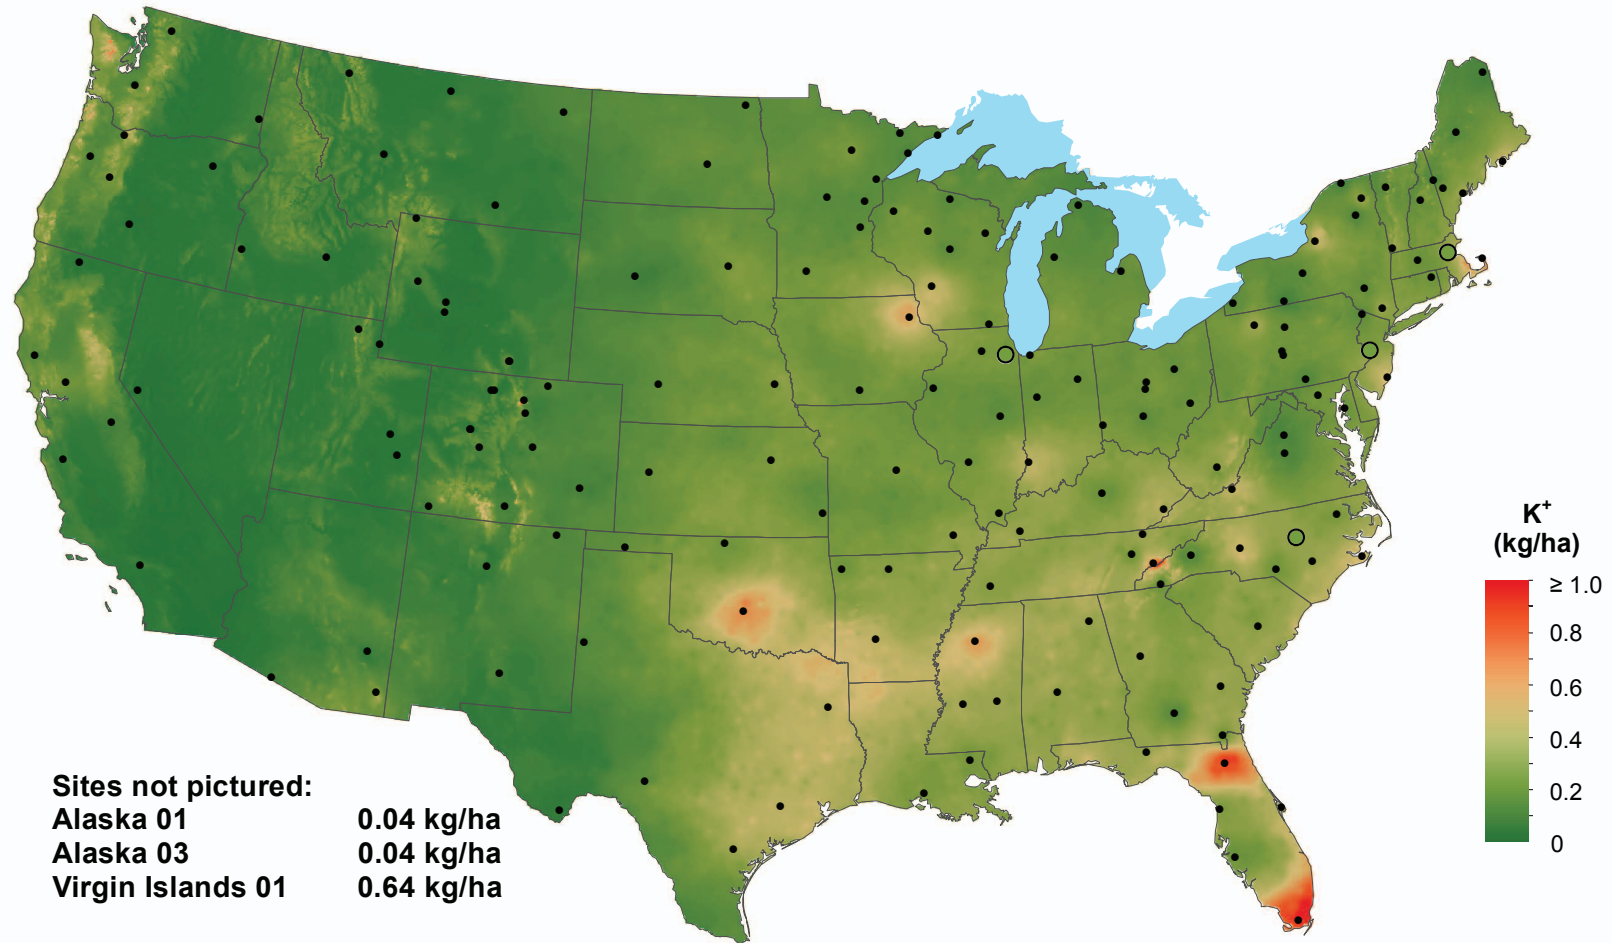 K+
(kg/ha)
≥ 1.0
0.8
0.6
0.4
0.2
0
Sites not pictured:
Alaska 01 0.04 kg/ha
Alaska 03 0.04 kg/ha
Virgin Islands 01 0.64 kg/ha